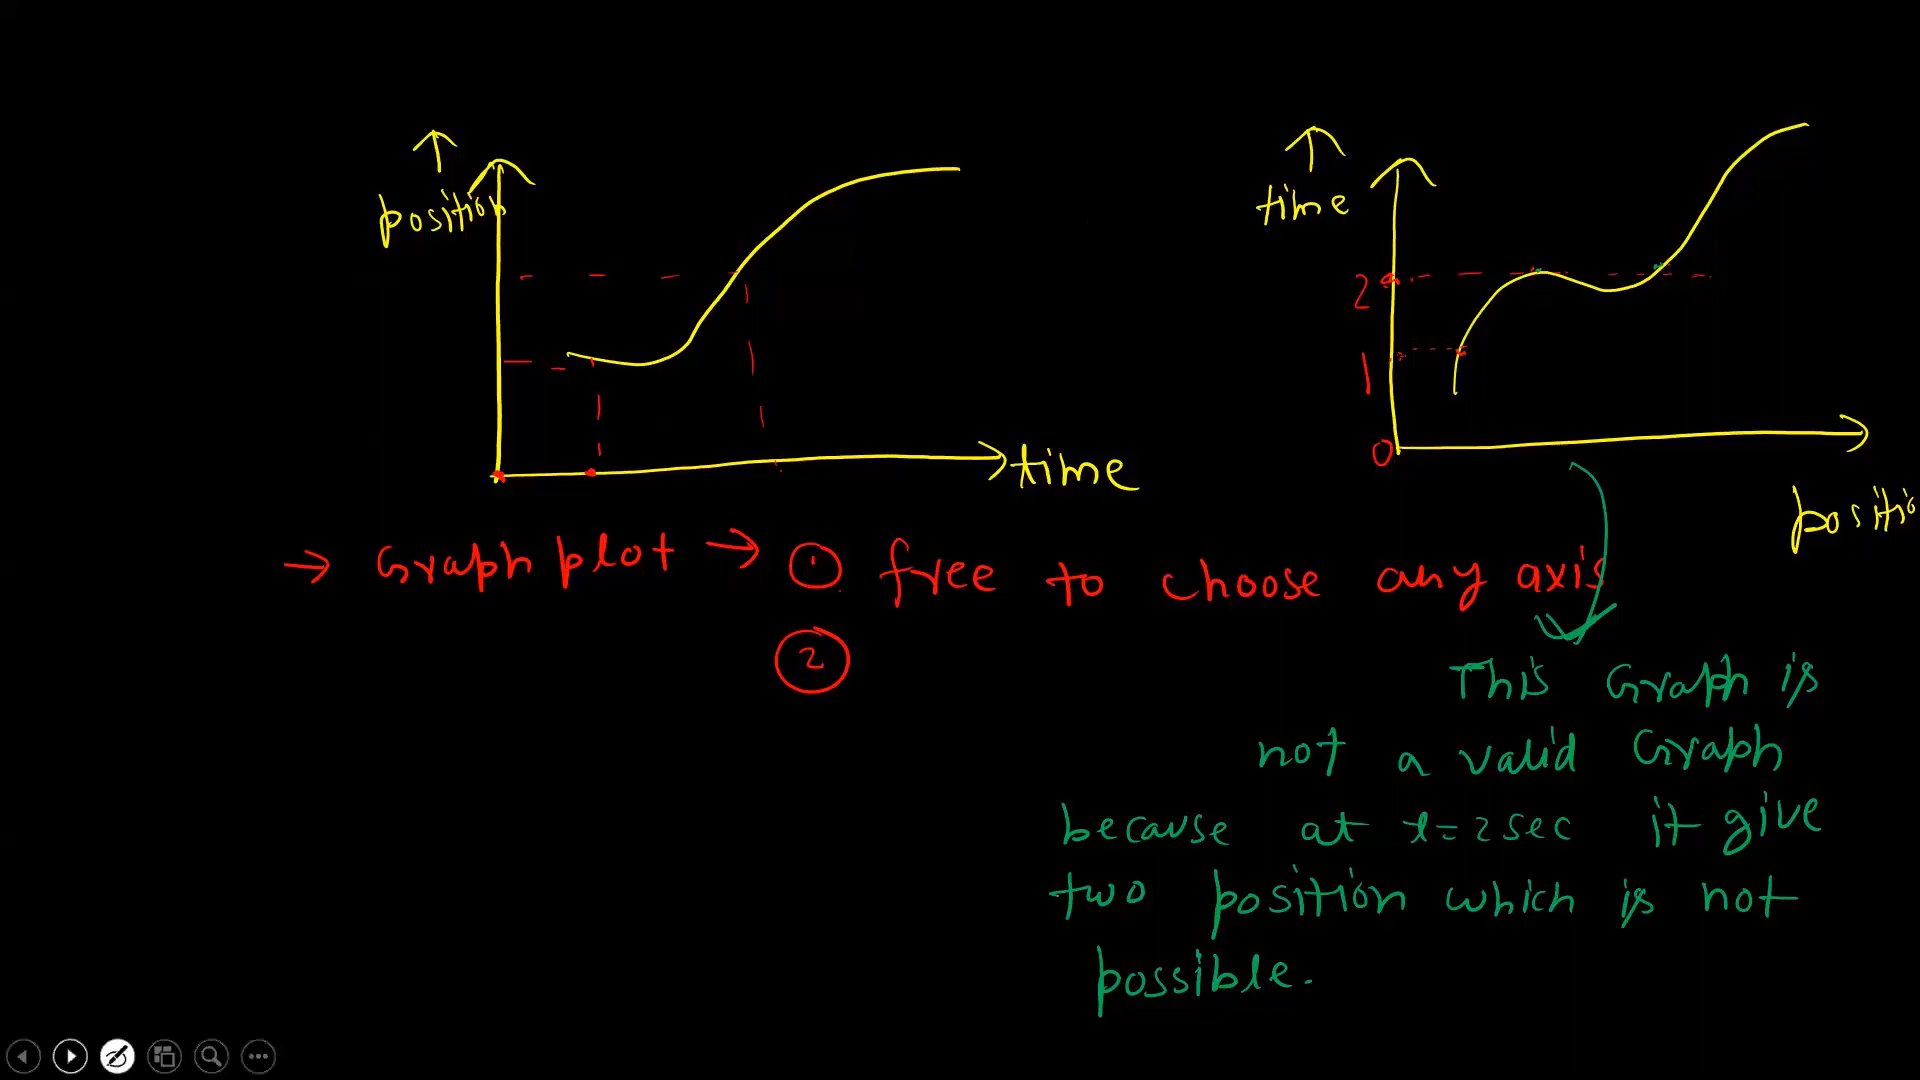 position
time
time
2
1
0
positio
→ Graph plot → ① free to choose any axis
②
This Graph is
not a valid Graph
because at t=2sec it give
two position which is not
possible.